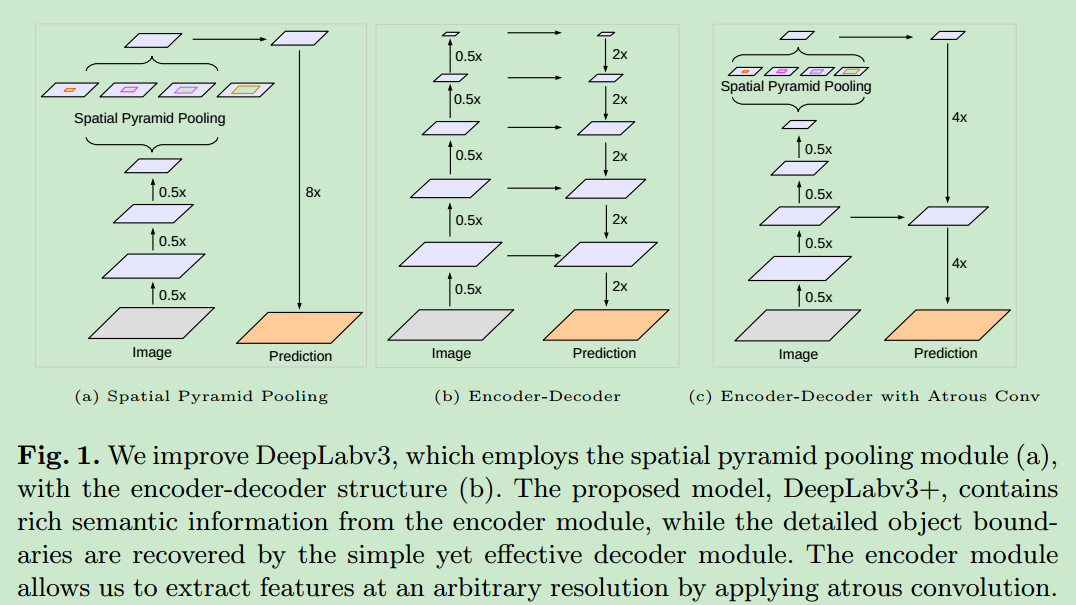 Spatial Pyramid Pooling
0.5x
0.5x
0.5x
8x
Image
Prediction
(a) Spatial Pyramid Pooling
0.5x
2x
0.5x
2x
0.5x
2x
0.5x
2x
0.5x
2x
Image
Prediction
(b) Encoder-Decoder
Spatial Pyramid Pooling
4x
0.5x
0.5x
0.5x
4x
0.5x
Image
Prediction
(c) Encoder-Decoder with Atrous Conv
Fig. 1. We improve DeepLabv3, which employs the spatial pyramid pooling module (a),
with the encoder-decoder structure (b). The proposed model, DeepLabv3+, contains
rich semantic information from the encoder module, while the detailed object bound-
aries are recovered by the simple yet effective decoder module. The encoder module
allows us to extract features at an arbitrary resolution by applying atrous convolution.